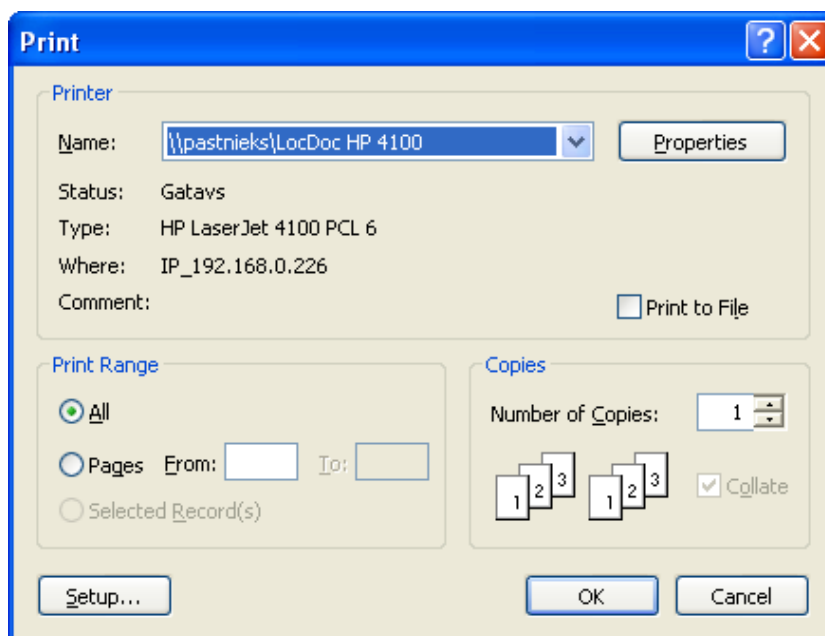 Print
Printer
Name: \\pastnieks\LocDoc HP 4100 Properties
Status: Gatavs
Type: HP LaserJet 4100 PCL 6
Where: IP_192.168.0.226
Comment: Print to File
Print Range
All
Pages From: To:
Selected Record(s)
Copies
Number of Copies: 1
1 2 3 1 2 3 Collate
Setup... OK Cancel